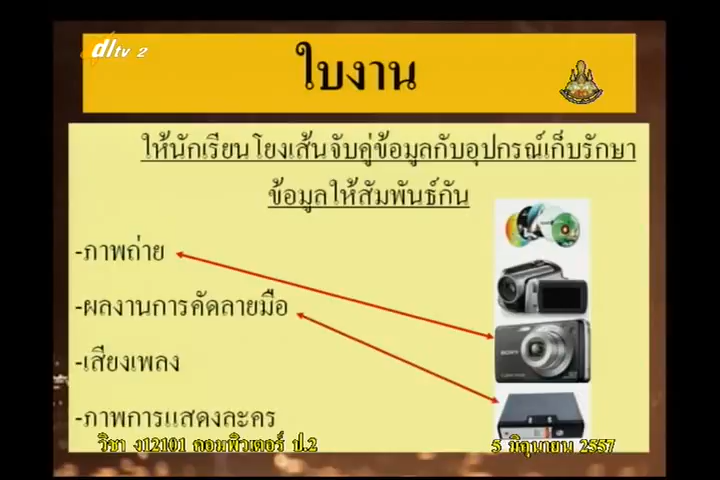 dltv 2
ใบงาน
ให้นักเรียนโยงเส้นจับคู่ข้อมูลกับอุปกรณ์เก็บรักษา
ข้อมูลให้สัมพันธ์กัน
-ภาพถ่าย
-ผลงานการคัดลายมือ
SONY
-เสียงเพลง
-ภาพการแสดงละคร
วิชา ง12101 คอมพิวเตอร์ ป.2
5 มิถุนายน 2557